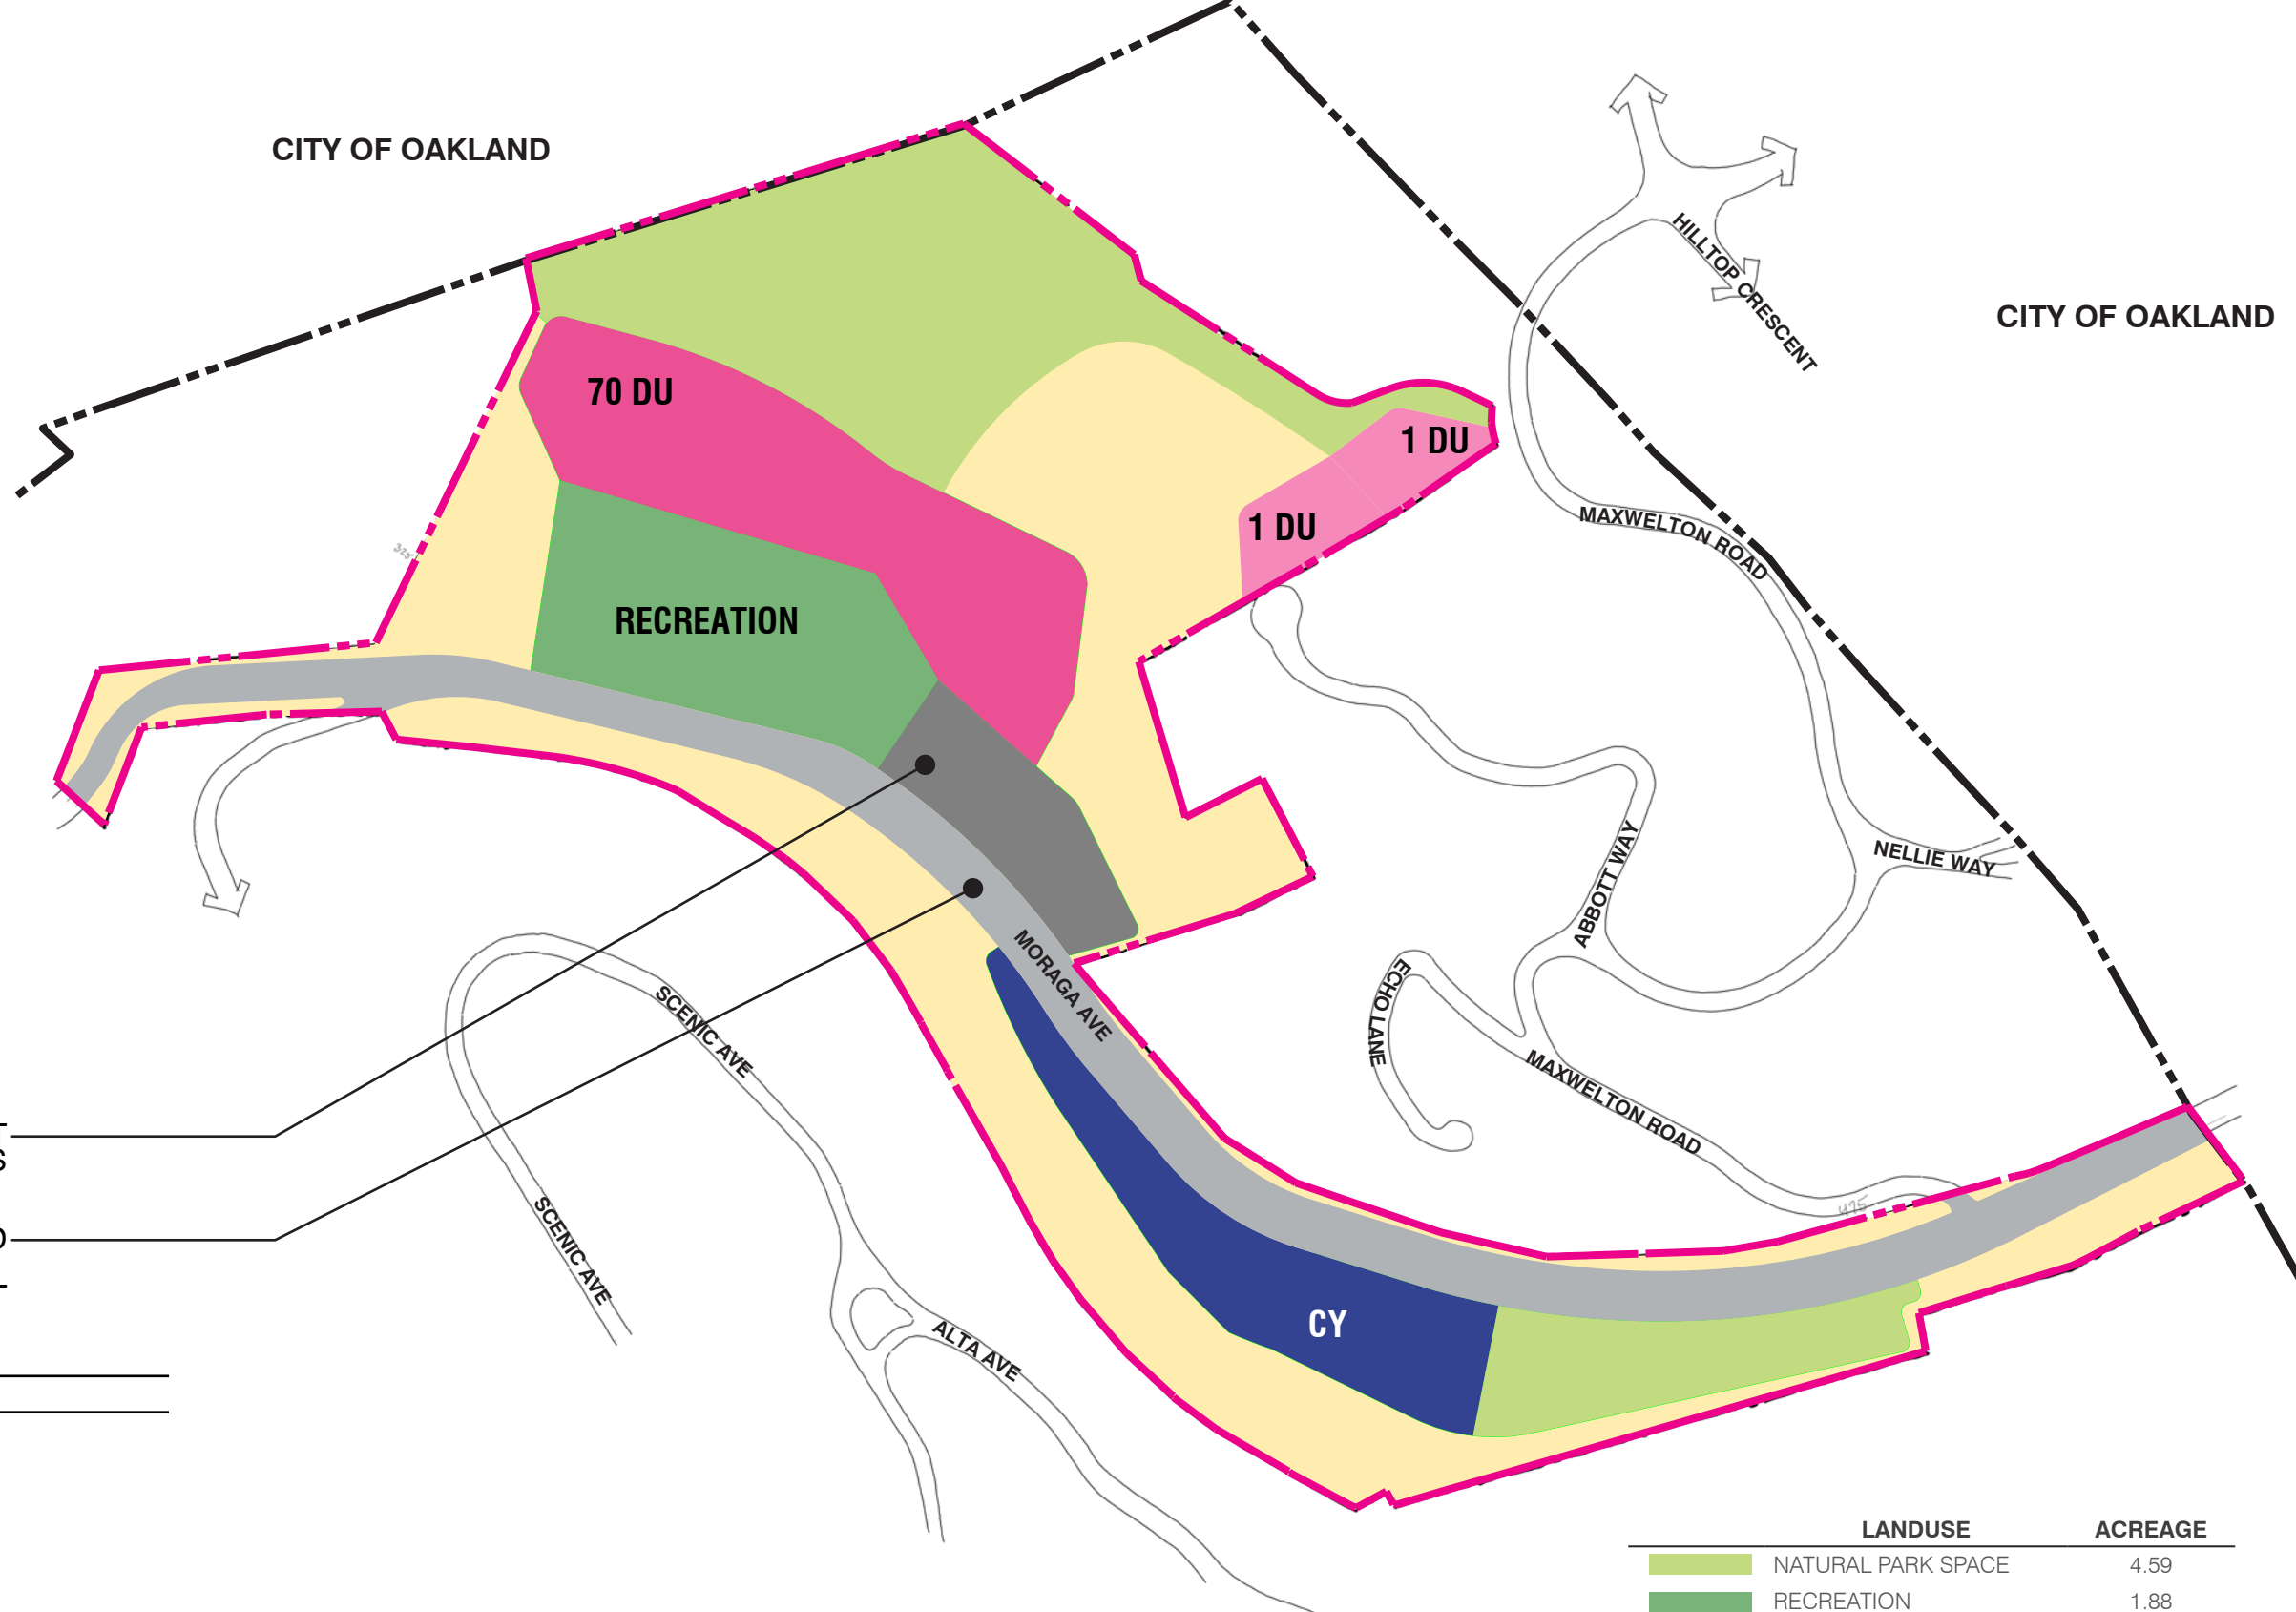 CITY OF OAKLAND
HILLTOP CRESCENT
CITY OF OAKLAND
70 DU
1 DU
1 DU
MAXWELTON ROAD
325
RECREATION
ABBOTT WAY
NELLIE WAY
MORAGA AVE
ECHO LANE
SCENIC AVE
MAXWELTON ROAD
475
SCENIC AVE
CY
ALTA AVE
LANDUSE ACREAGE
NATURAL PARK SPACE 4.59
RECREATION 1.88